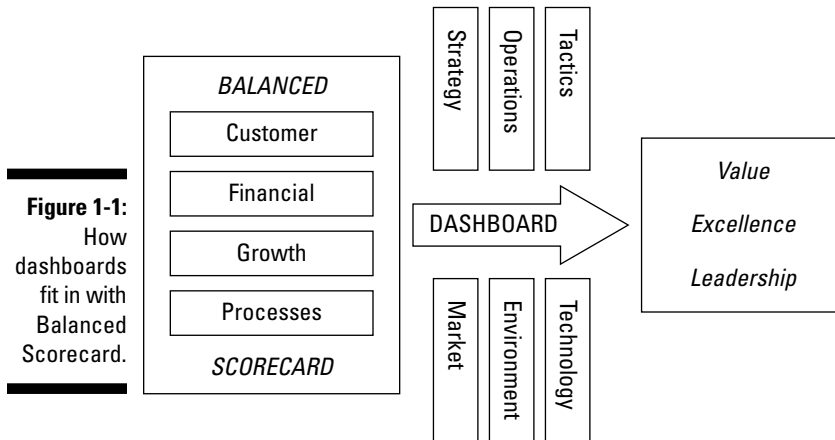 Figure 1-1:
How
dashboards
fit in with
Balanced
Scorecard.
BALANCED
Customer
Financial
Growth
Processes
SCORECARD
Strategy
Operations
Tactics
DASHBOARD
Market
Environment
Technology
Value
Excellence
Leadership